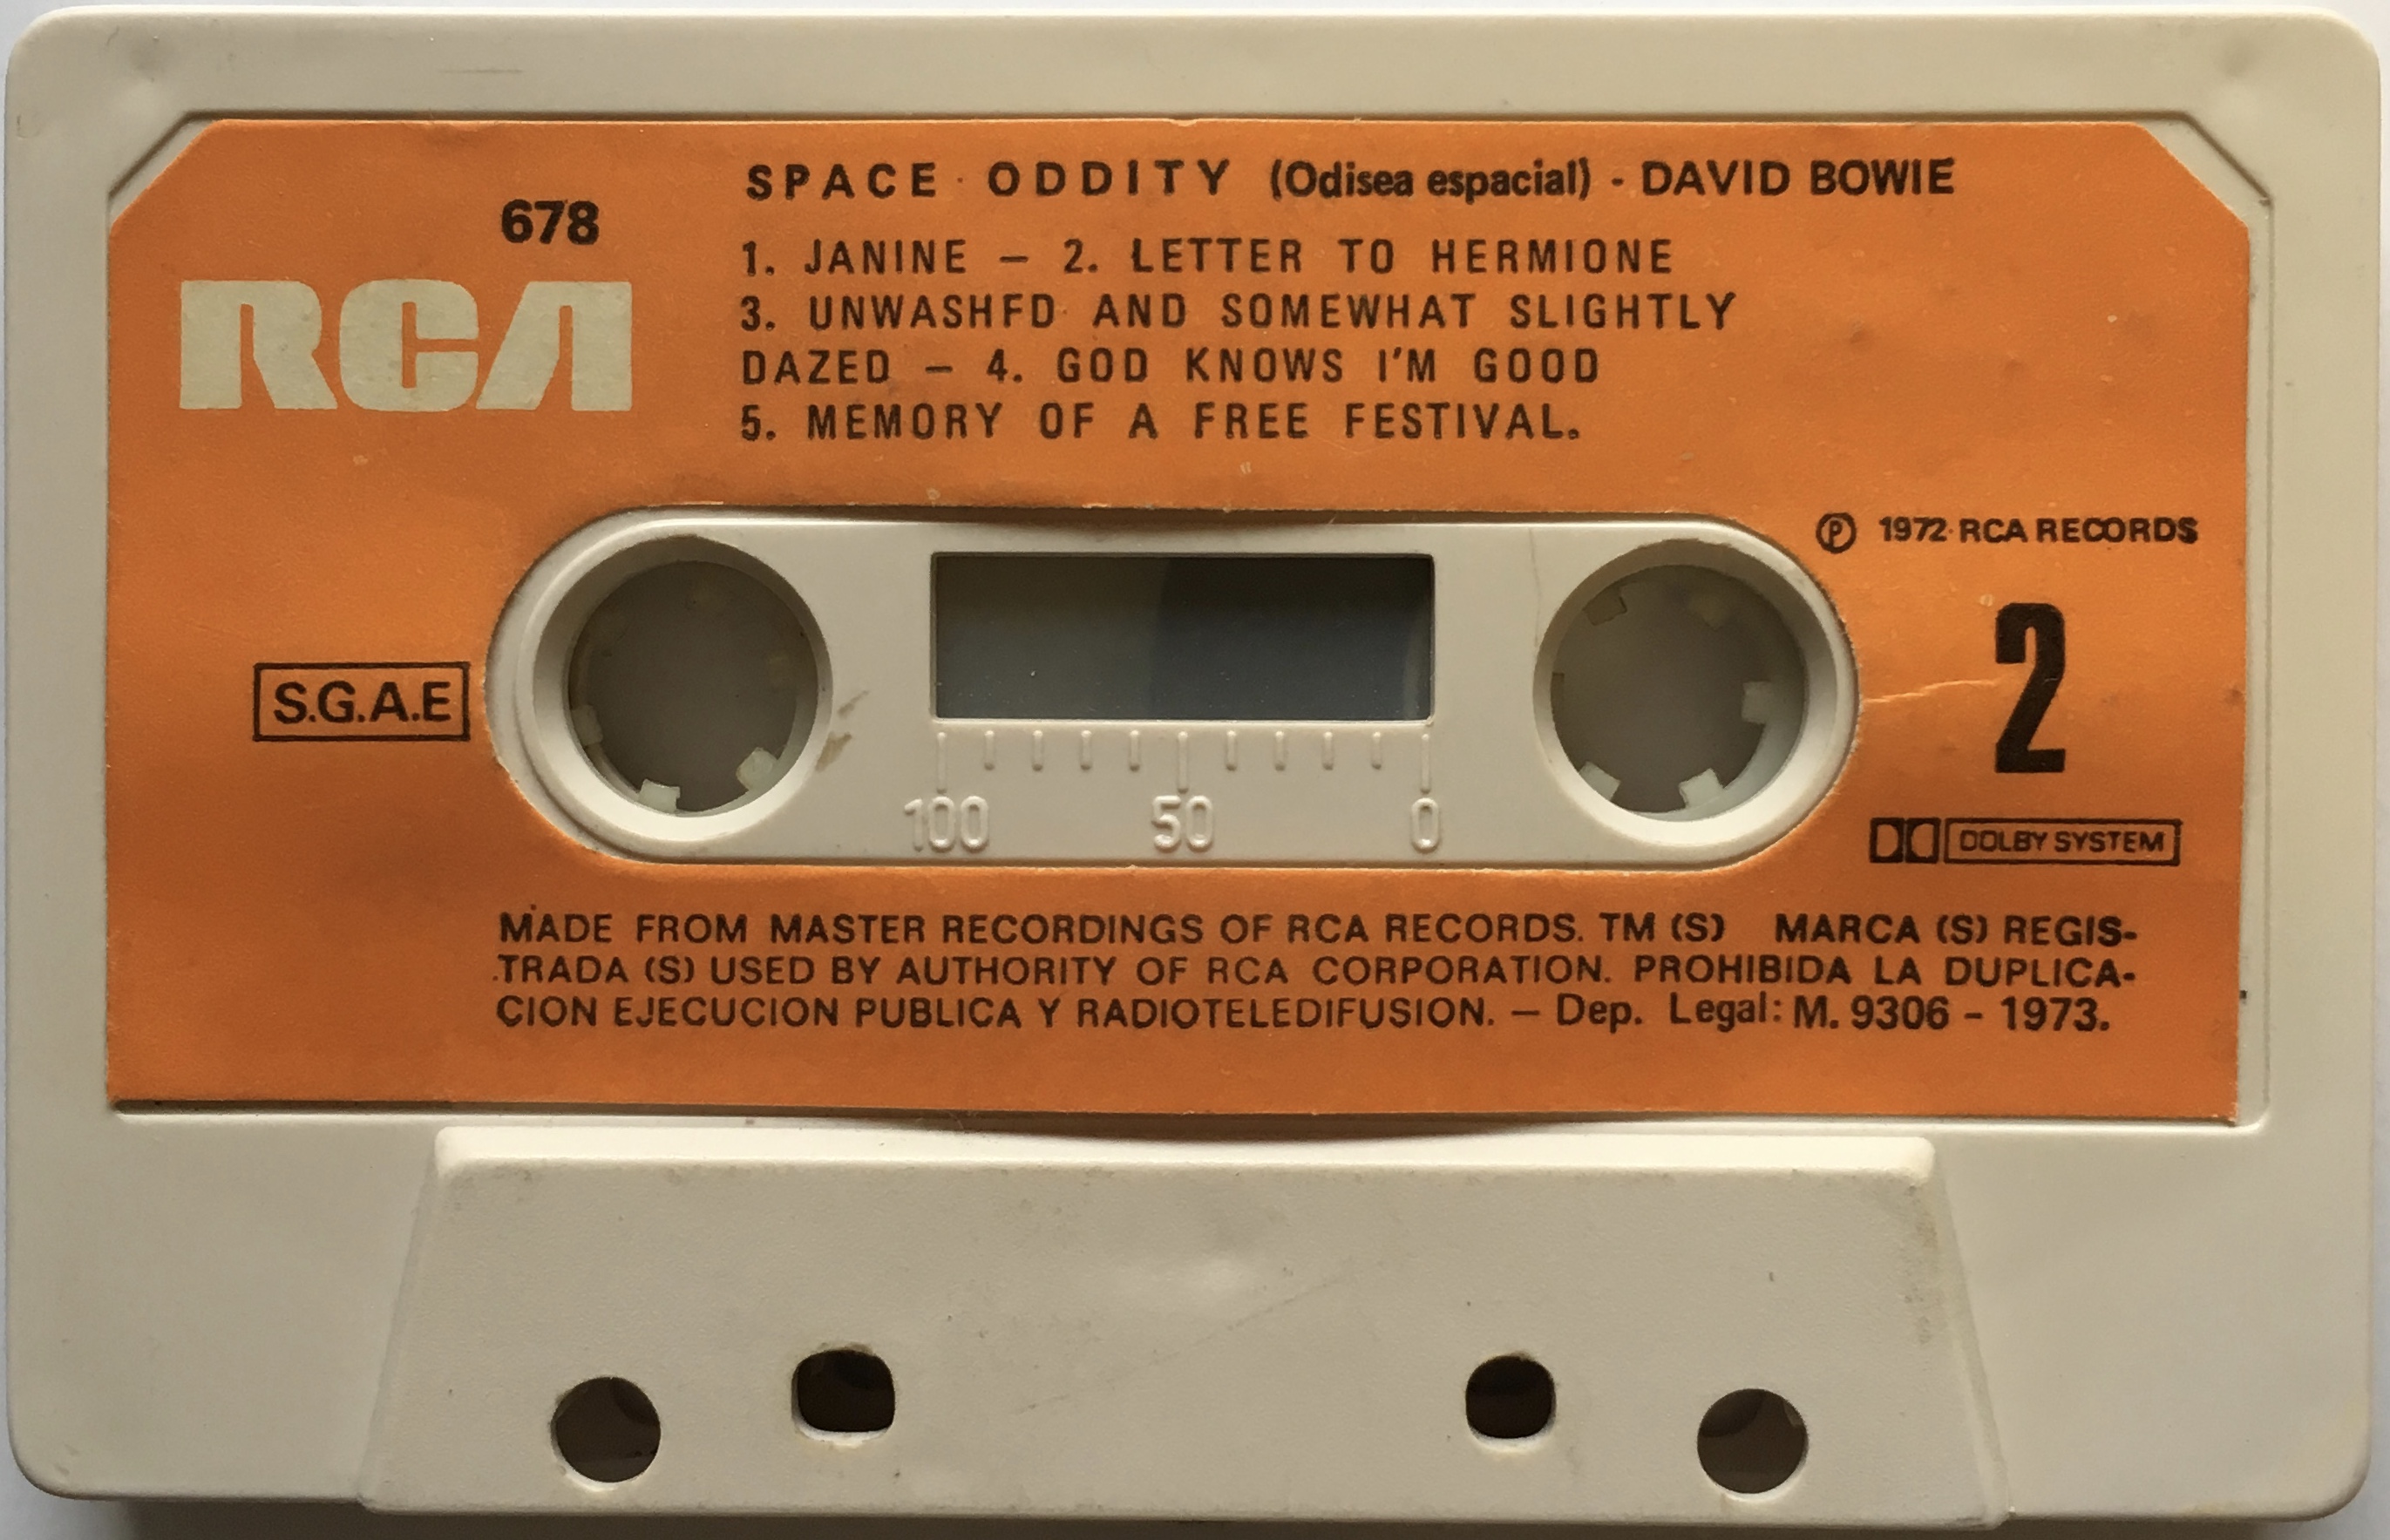 SPACE ODDITY (Odisea espacial) - DAVID BOWIE
678
RCA
1. JANINE – 2. LETTER TO HERMIONE
3. UNWASHFD AND SOMEWHAT SLIGHTLY
DAZED – 4. GOD KNOWS I'M GOOD
5. MEMORY OF A FREE FESTIVAL.
℗ 1972 RCA RECORDS
S.G.A.E
2
100 50 0
DOLBY SYSTEM
MADE FROM MASTER RECORDINGS OF RCA RECORDS. TM (S) MARCA (S) REGIS-
TRADA (S) USED BY AUTHORITY OF RCA CORPORATION. PROHIBIDA LA DUPLICA-
CION EJECUCION PUBLICA Y RADIOTELEDIFUSION. – Dep. Legal: M. 9306 - 1973.